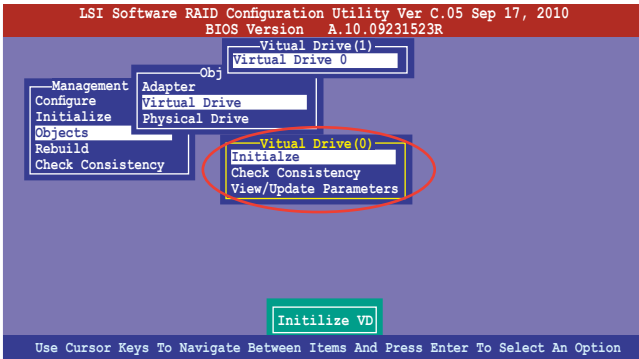 LSI Software RAID Configuration Utility Ver C.05 Sep 17, 2010
BIOS Version A.10.09231523R
Vitual Drive(1)
Virtual Drive 0
Obj
Adapter
Virtual Drive
Physical Drive
Management
Configure
Initialize
Objects
Rebuild
Check Consistency
Vitual Drive(0)
Initialze
Check Consistency
View/Update Parameters
Initilize VD
Use Cursor Keys To Navigate Between Items And Press Enter To Select An Option